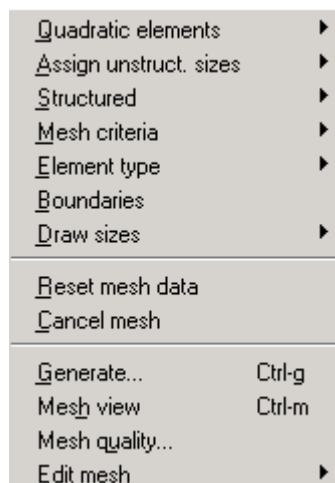 Quadratic elements
Assign unstruct. sizes
Structured
Mesh criteria
Element type
Boundaries
Draw sizes
Reset mesh data
Cancel mesh
Generate... Ctrl-g
Mesh view Ctrl-m
Mesh quality...
Edit mesh